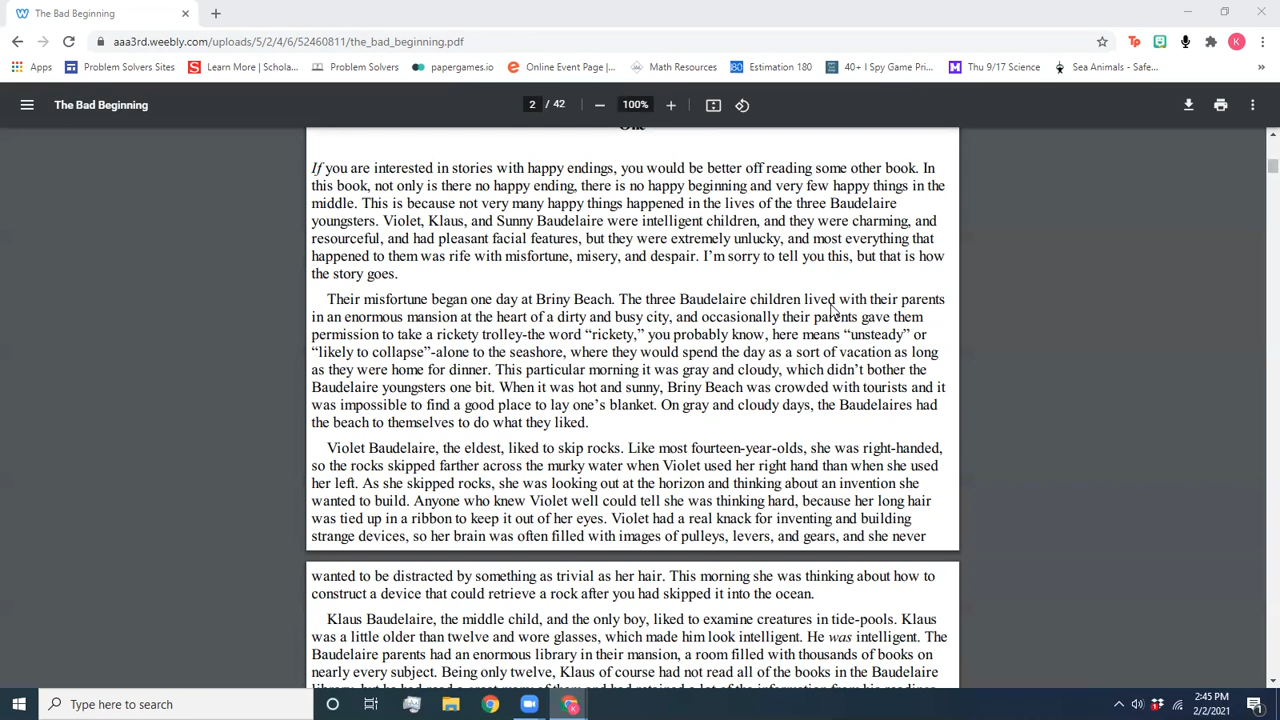 The Bad Beginning
aaa3rd.weebly.com/uploads/5/2/4/6/52460811/the_bad_beginning.pdf
Tp
K
Apps
Problem Solvers Sites
S Learn More | Schola...
Problem Solvers
papergames.io
Online Event Page |...
Math Resources
80 Estimation 180
40+ I Spy Game Pri...
Thu 9/17 Science
Sea Animals - Safe...
»
The Bad Beginning
2 / 42
100%
One
If you are interested in stories with happy endings, you would be better off reading some other book. In
this book, not only is there no happy ending, there is no happy beginning and very few happy things in the
middle. This is because not very many happy things happened in the lives of the three Baudelaire
youngsters. Violet, Klaus, and Sunny Baudelaire were intelligent children, and they were charming, and
resourceful, and had pleasant facial features, but they were extremely unlucky, and most everything that
happened to them was rife with misfortune, misery, and despair. I'm sorry to tell you this, but that is how
the story goes.
Their misfortune began one day at Briny Beach. The three Baudelaire children lived with their parents
in an enormous mansion at the heart of a dirty and busy city, and occasionally their parents gave them
permission to take a rickety trolley-the word “rickety,” you probably know, here means “unsteady” or
“likely to collapse”-alone to the seashore, where they would spend the day as a sort of vacation as long
as they were home for dinner. This particular morning it was gray and cloudy, which didn't bother the
Baudelaire youngsters one bit. When it was hot and sunny, Briny Beach was crowded with tourists and it
was impossible to find a good place to lay one's blanket. On gray and cloudy days, the Baudelaires had
the beach to themselves to do what they liked.
Violet Baudelaire, the eldest, liked to skip rocks. Like most fourteen-year-olds, she was right-handed,
so the rocks skipped farther across the murky water when Violet used her right hand than when she used
her left. As she skipped rocks, she was looking out at the horizon and thinking about an invention she
wanted to build. Anyone who knew Violet well could tell she was thinking hard, because her long hair
was tied up in a ribbon to keep it out of her eyes. Violet had a real knack for inventing and building
strange devices, so her brain was often filled with images of pulleys, levers, and gears, and she never
wanted to be distracted by something as trivial as her hair. This morning she was thinking about how to
construct a device that could retrieve a rock after you had skipped it into the ocean.
Klaus Baudelaire, the middle child, and the only boy, liked to examine creatures in tide-pools. Klaus
was a little older than twelve and wore glasses, which made him look intelligent. He was intelligent. The
Baudelaire parents had an enormous library in their mansion, a room filled with thousands of books on
nearly every subject. Being only twelve, Klaus of course had not read all of the books in the Baudelaire
Type here to search
2:45 PM
2/2/2021